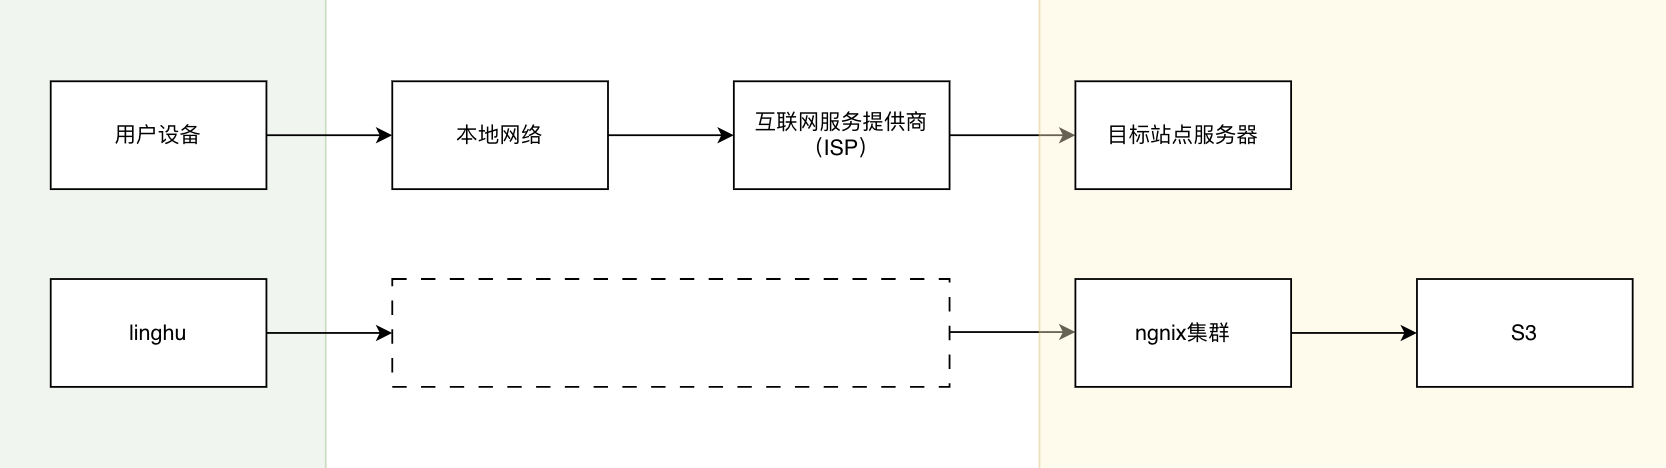 用户设备
本地网络
互联网服务提供商
（ISP）
目标站点服务器
linghu
ngnix集群
S3